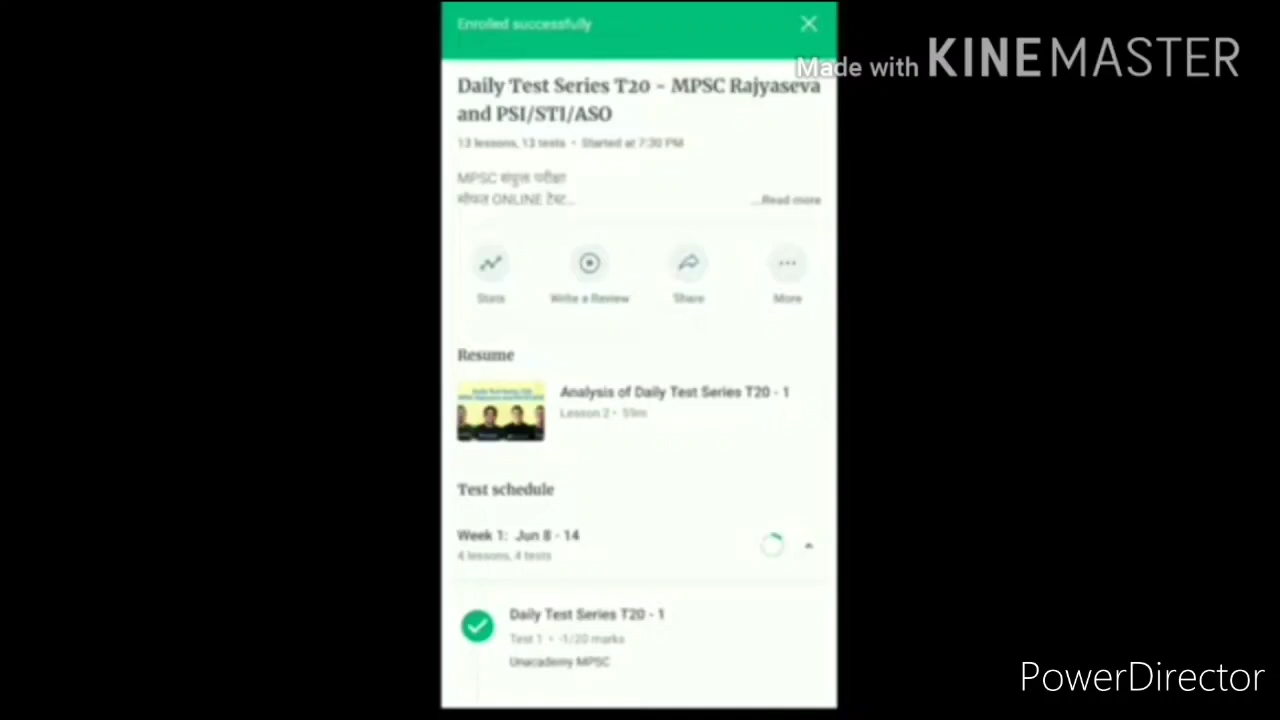 Enrolled successfully
Made with KINEMASTER
Daily Test Series T20 - MPSC Rajyaseva
and PSI/STI/ASO
13 lessons, 13 tests • Started at 7:30 PM
MPSC संयुक्त परीक्षा
मोफत ONLINE टेस्ट...
...Read more
Stats
Write a Review
Share
More
Resume
Analysis of Daily Test Series T20 - 1
Lesson 2 • 59m
Test schedule
Week 1: Jun 8 - 14
4 lessons, 4 tests
Daily Test Series T20 - 1
Test 1 • -1/20 marks
Unacademy MPSC
PowerDirector